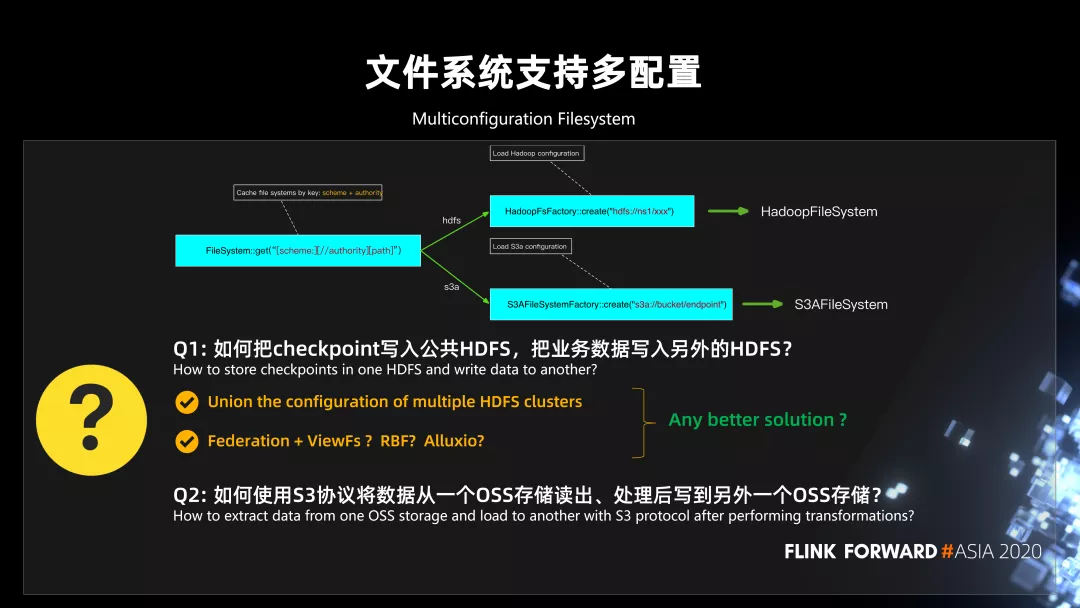 文件系统支持多配置
Multiconfiguration Filesystem
Load Hadoop configuration
Cache file systems by key: scheme + authority
hdfs
HadoopFsFactory::create("hdfs://ns1/xxx")
HadoopFileSystem
FileSystem::get("[scheme:][//authority][path]")
Load S3a configuration
s3a
S3AFileSystemFactory::create("s3a://bucket/endpoint")
S3AFileSystem
Q1: 如何把checkpoint写入公共HDFS，把业务数据写入另外的HDFS？
How to store checkpoints in one HDFS and write data to another?
?
Union the configuration of multiple HDFS clusters
Any better solution ?
Federation + ViewFs ？ RBF？ Alluxio?
Q2: 如何使用S3协议将数据从一个OSS存储读出、处理后写到另外一个OSS存储？
How to extract data from one OSS storage and load to another with S3 protocol after performing transformations?
FLINK FORWARD #ASIA 2020